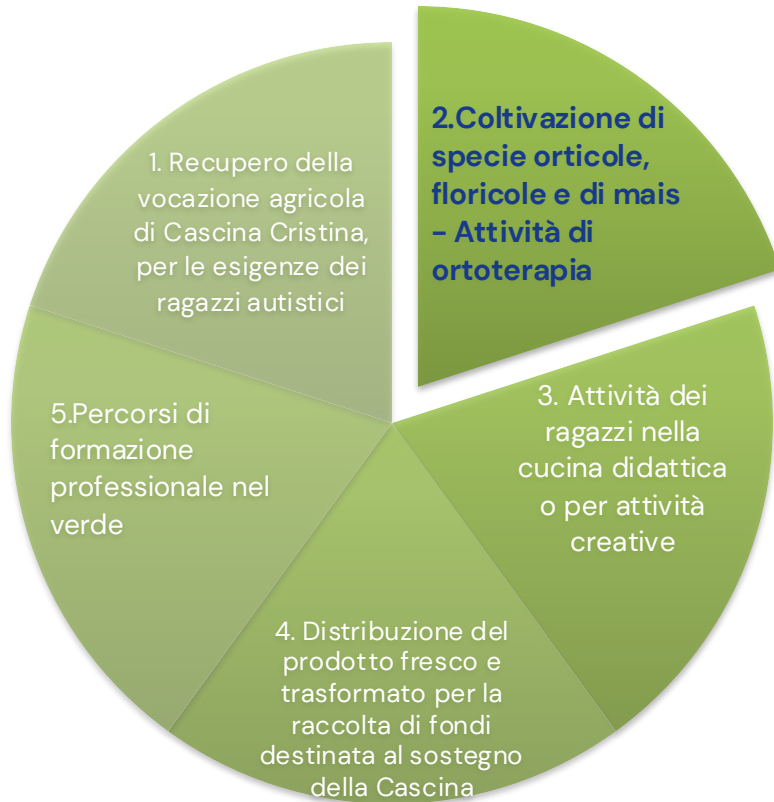 1. Recupero della
vocazione agricola
di Cascina Cristina,
per le esigenze dei
ragazzi autistici
2.Coltivazione di
specie orticole,
floricole e di mais
– Attività di
ortoterapia
3. Attività dei
ragazzi nella
cucina didattica
o per attività
creative
4. Distribuzione del
prodotto fresco e
trasformato per la
raccolta di fondi
destinata al sostegno
della Cascina
5.Percorsi di
formazione
professionale nel
verde